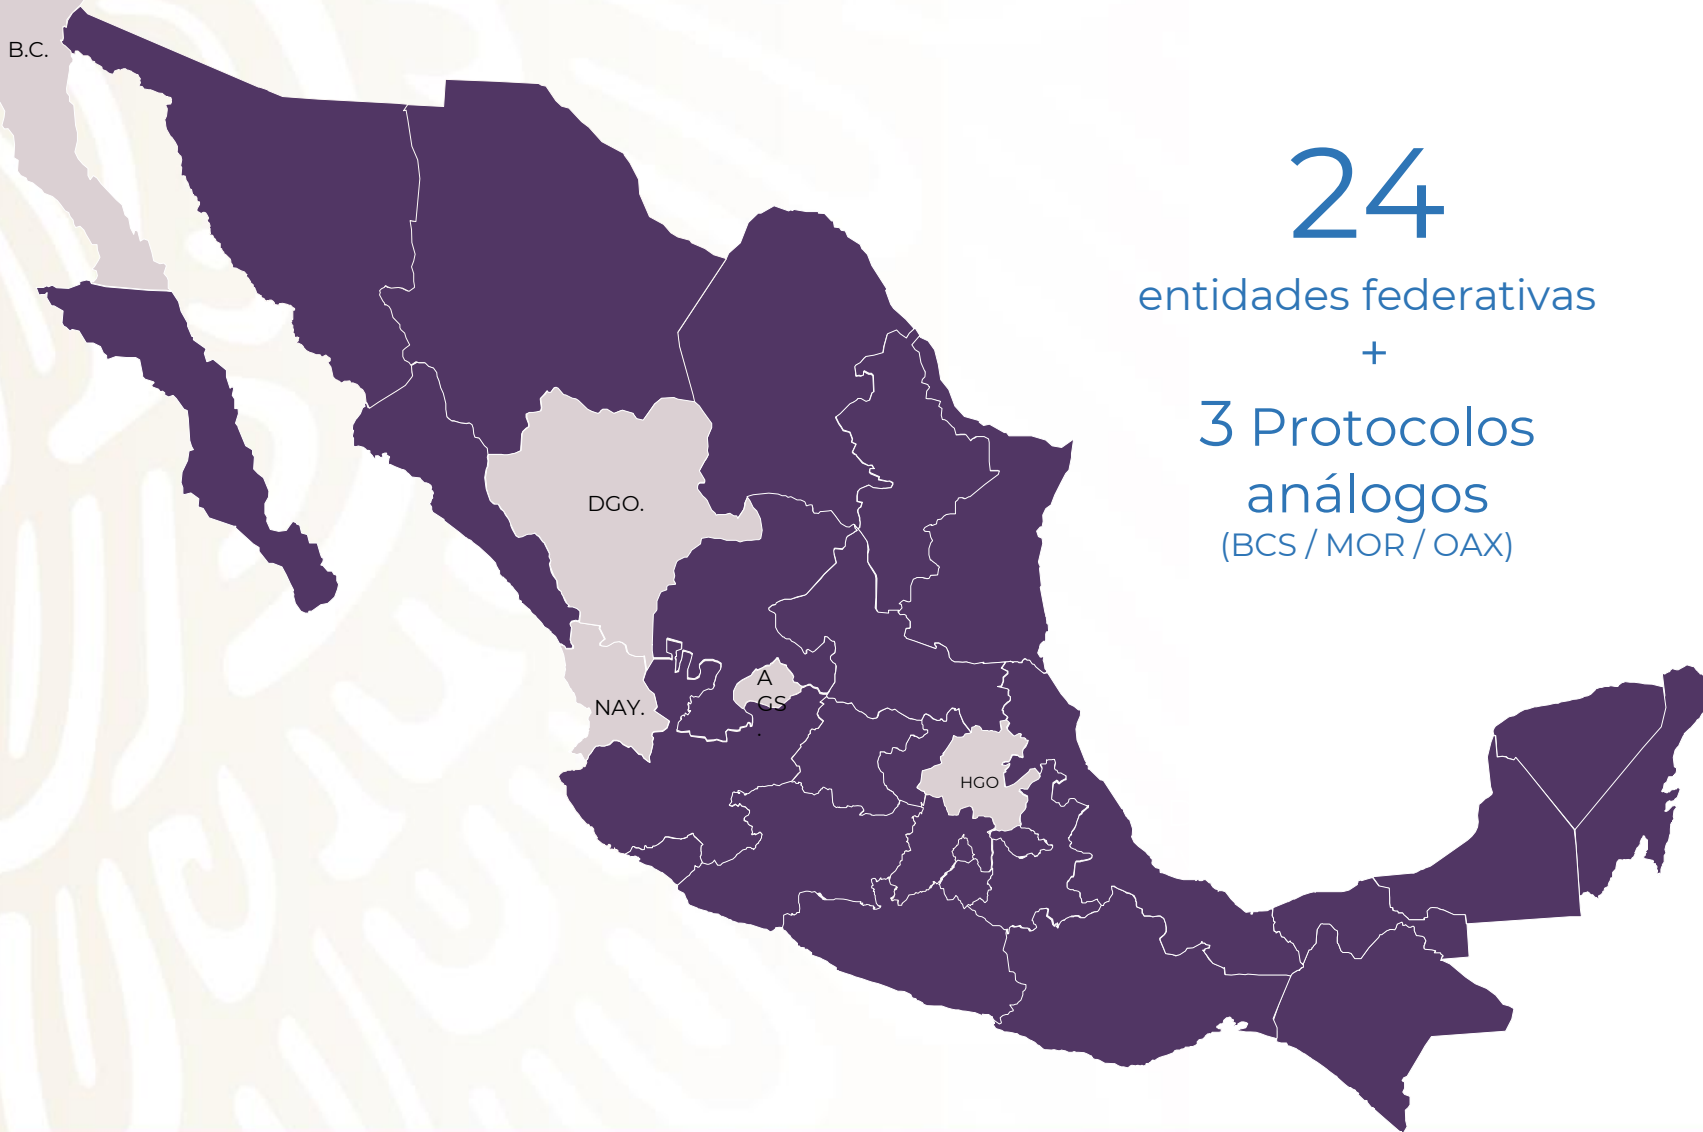 B.C.
24
entidades federativas
+
3 Protocolos
análogos
(BCS / MOR / OAX)
DGO.
A
GS
.
NAY.
HGO